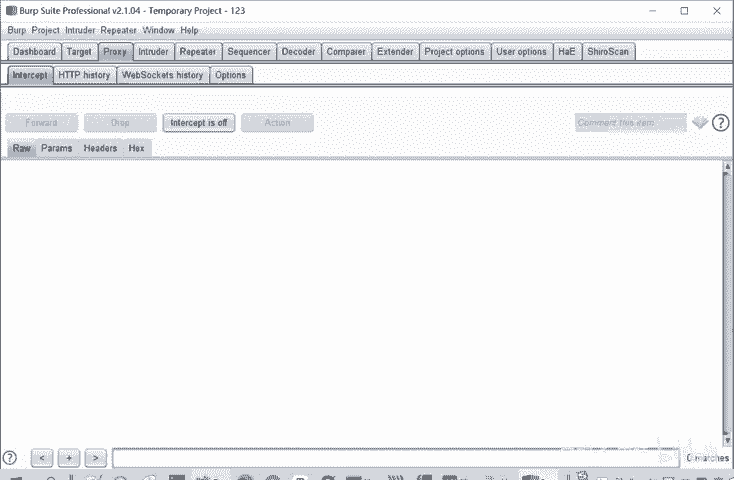 Burp Suite Professional v2.1.04 - Temporary Project - 123
Burp Project Intruder Repeater Window Help
Dashboard Target Proxy Intruder Repeater Sequencer Decoder Comparer Extender Project options User options HaE ShiroScan
Intercept HTTP history WebSockets history Options
Forward Drop Intercept is off Action Comment this item ?
Raw Params Headers Hex
? < + > 0 matches